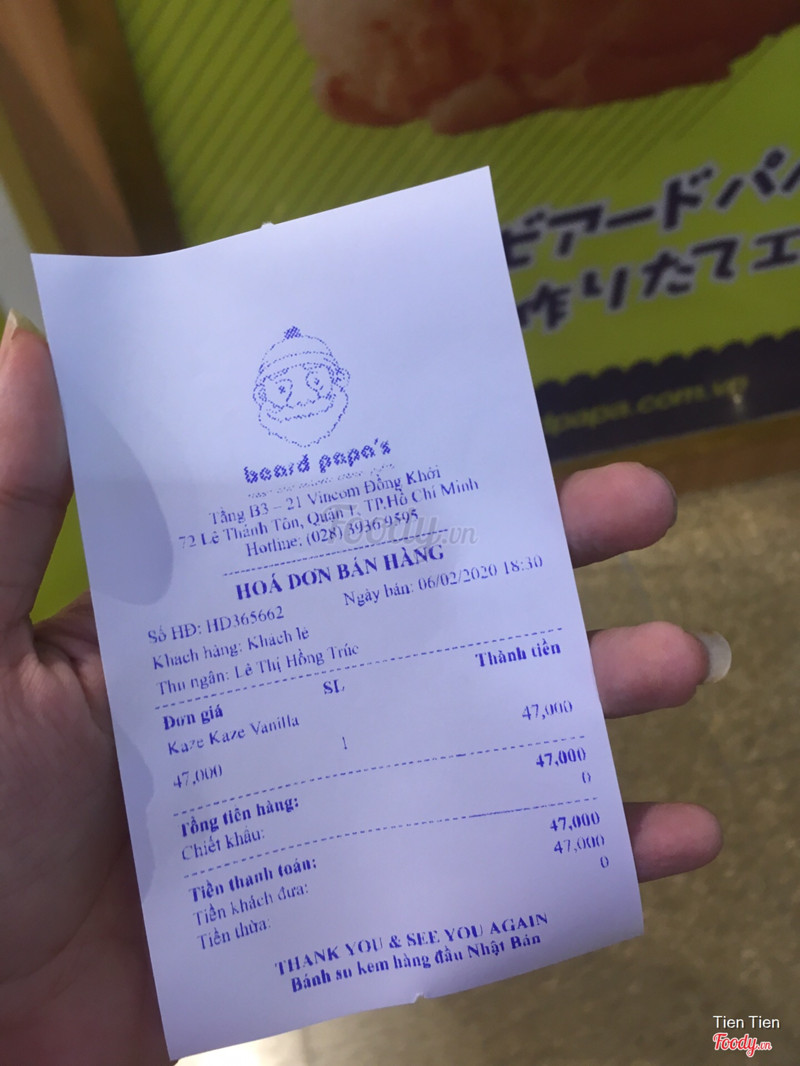 ビアードパパ
作りたてエ
dpapa.com.vn
beard papa's
Tầng B3 – 21 Vincom Đồng Khởi
72 Lê Thánh Tôn, Quận 1, TP.Hồ Chí Minh
Hotline: (028) 3936 9595
HOÁ ĐƠN BÁN HÀNG
Số HĐ: HD365662 Ngày bán: 06/02/2020 18:30
Khách hàng: Khách lẻ
Thu ngân: Lê Thị Hồng Trúc
Đơn giá SL Thành tiền
Kaze Kaze Vanilla
47,000 1 47,000
Tổng tiền hàng: 47,000
Chiết khấu: 0
Tiền thanh toán: 47,000
Tiền khách đưa: 47,000
Tiền thừa: 0
THANK YOU & SEE YOU AGAIN
Bánh su kem hàng đầu Nhật Bản
Foody.vn
Tien Tien
Foody.vn